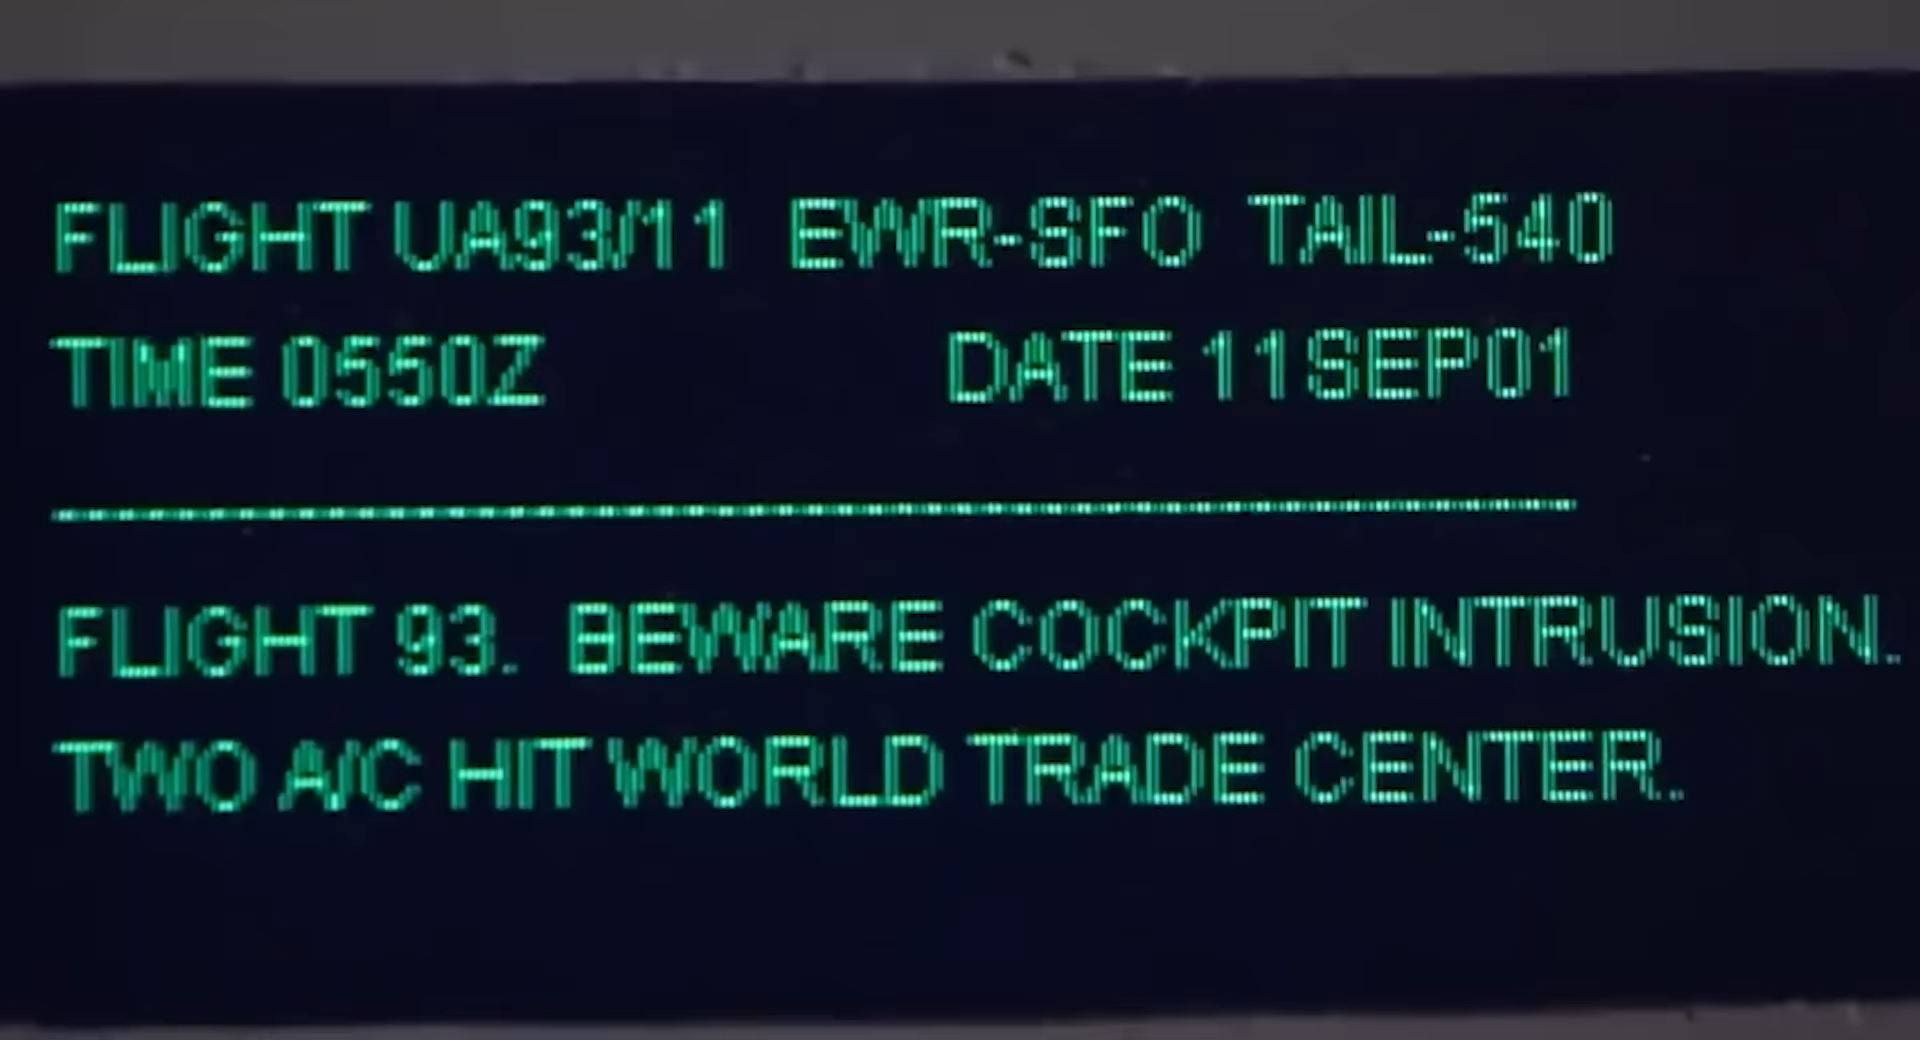 FLIGHT UA93/11 EWR-SFO TAIL-540
TIME 0550Z DATE 11SEP01
FLIGHT 93. BEWARE COCKPIT INTRUSION.
TWO A/C HIT WORLD TRADE CENTER.